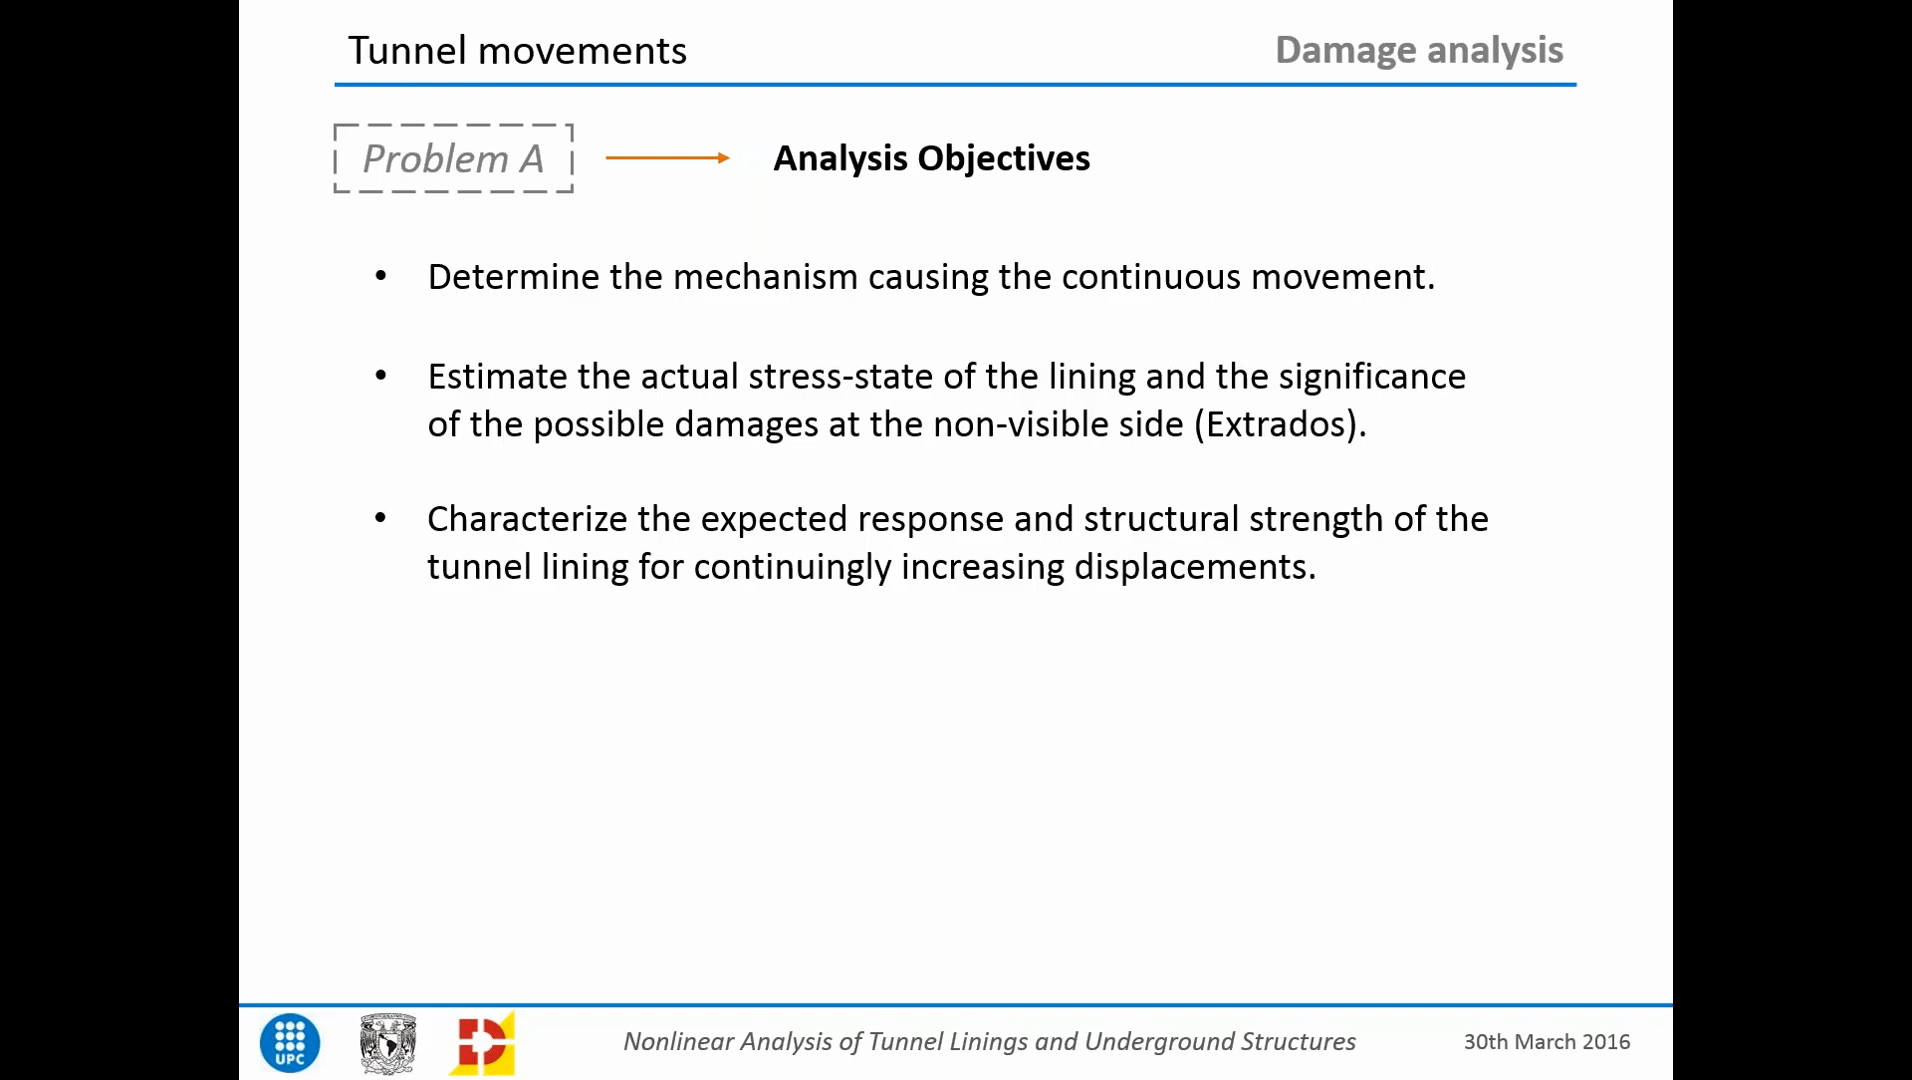 Tunnel movements
Damage analysis
Problem A
Analysis Objectives
• Determine the mechanism causing the continuous movement.
• Estimate the actual stress-state of the lining and the significance
of the possible damages at the non-visible side (Extrados).
• Characterize the expected response and structural strength of the
tunnel lining for continuingly increasing displacements.
UPC
Nonlinear Analysis of Tunnel Linings and Underground Structures
30th March 2016